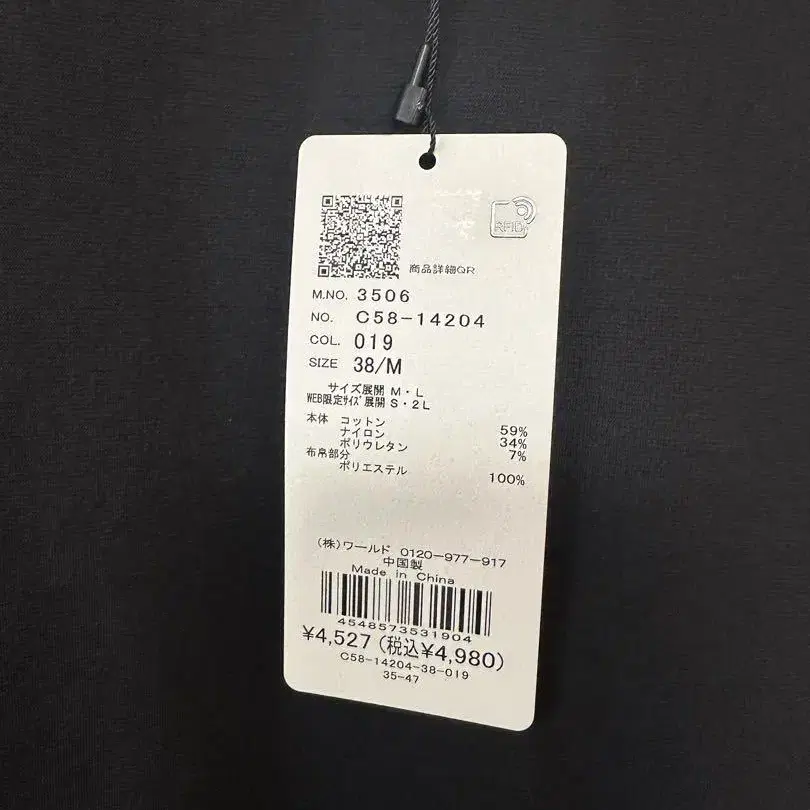 RFID
商品詳細QR
M.NO. 3506
NO. C58-14204
COL. 019
SIZE 38/M
サイズ展開 M・L
WEB限定ｻｲｽﾞ展開 S・2L
本体 コットン 59%
ナイロン 34%
ポリウレタン 7%
布帛部分
ポリエステル 100%
(株)ワールド 0120-977-917
中国製
Made in China
4548573531904
¥4,527 (税込¥4,980)
C58-14204-38-019
35-47